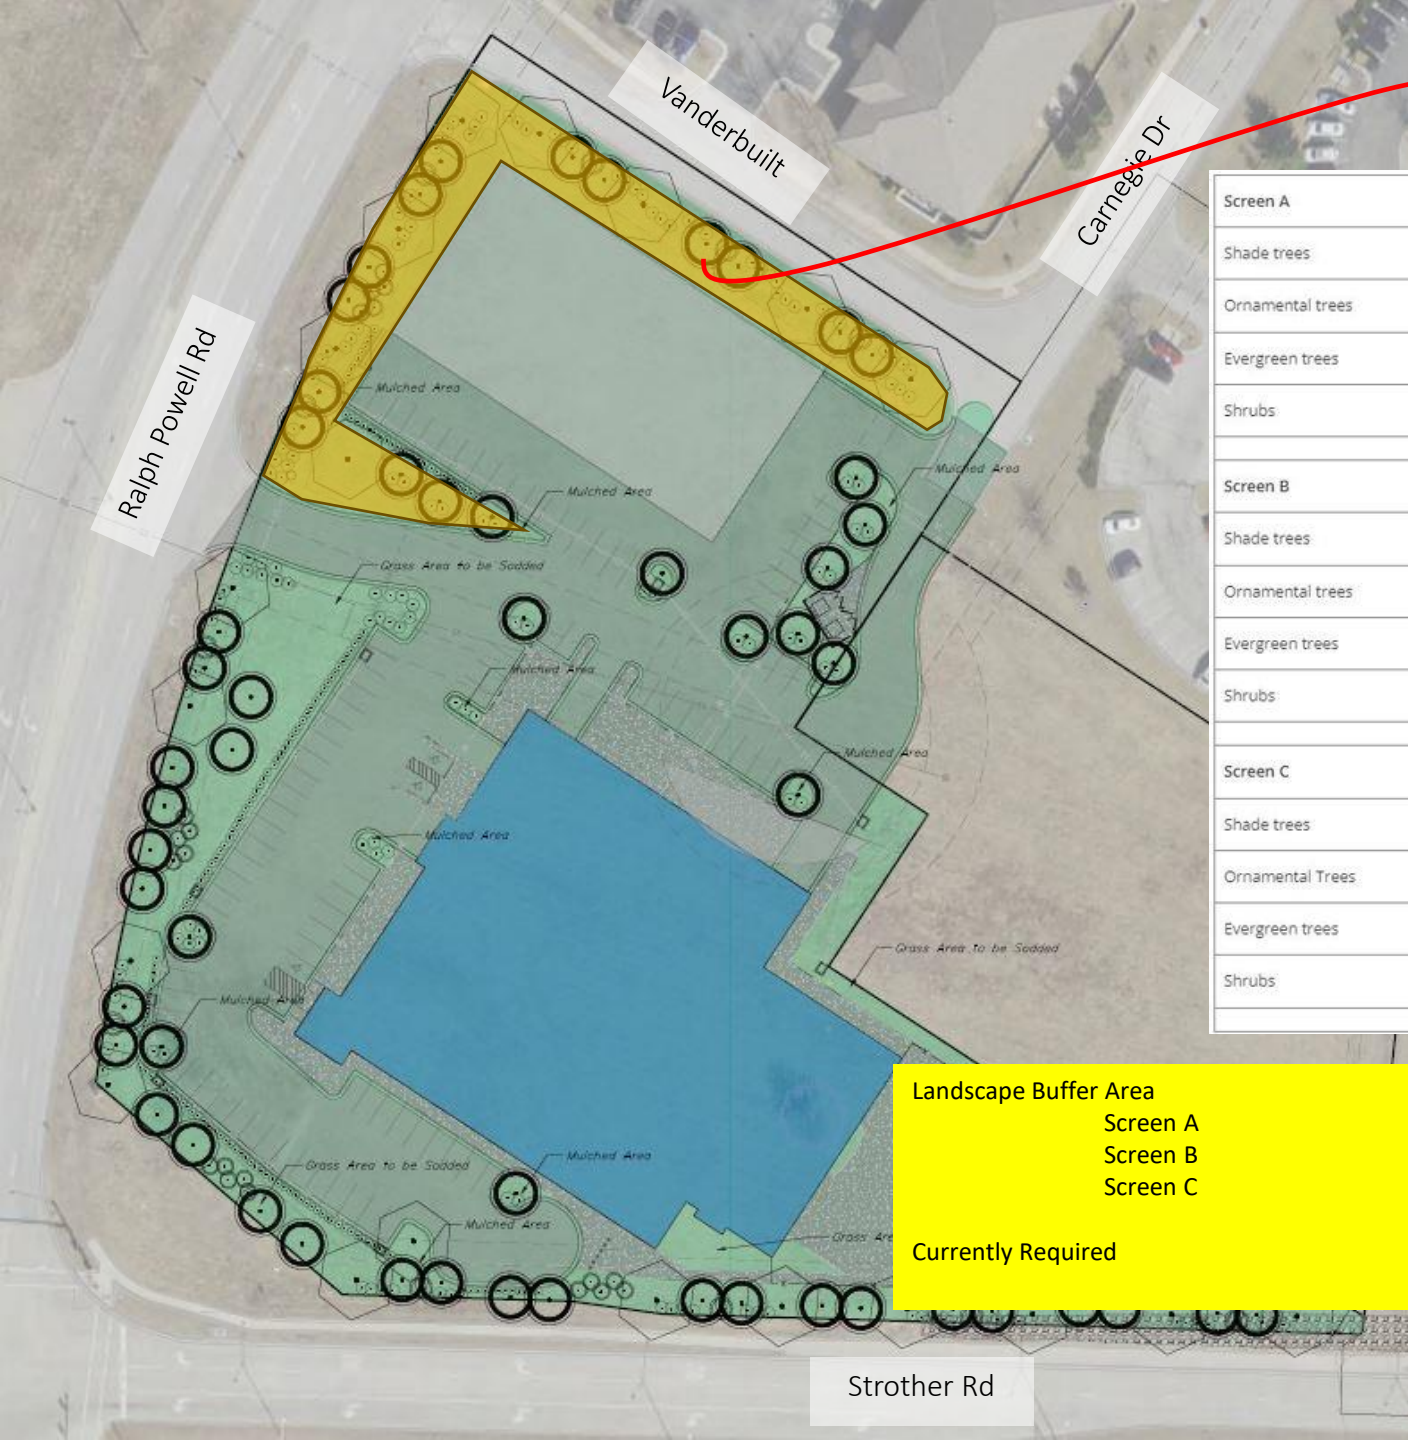 Vanderbuilt
Carnegie Dr
Ralph Powell Rd
Mulched Area
Mulched Area
Mulched Area
Grass Area to be Sodded
Mulched Area
Mulched Area
Mulched Area
Grass Area to be Sodded
Mulched Area
Mulched Area
Grass Area to be Sodded
Mulched Area
Grass Are
Screen A
Shade trees
Ornamental trees
Evergreen trees
Shrubs
Screen B
Shade trees
Ornamental trees
Evergreen trees
Shrubs
Screen C
Shade trees
Ornamental Trees
Evergreen trees
Shrubs
Landscape Buffer Area
Screen A
Screen B
Screen C
Currently Required
Strother Rd